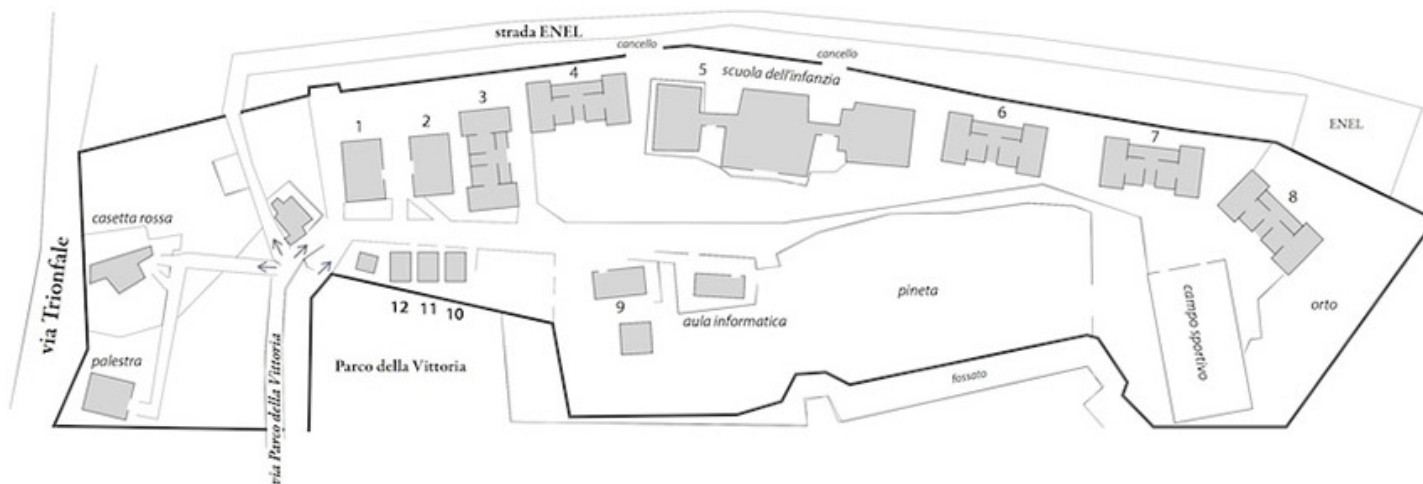 strada ENEL
cancello
cancello
4
5
scuola dell'infanzia
3
1
2
6
7
ENEL
8
casetta rossa
via Trionfale
12
11
10
9
aula informatica
pineta
campo sportivo
orto
palestra
Parco della Vittoria
via Parco della Vittoria
fossato